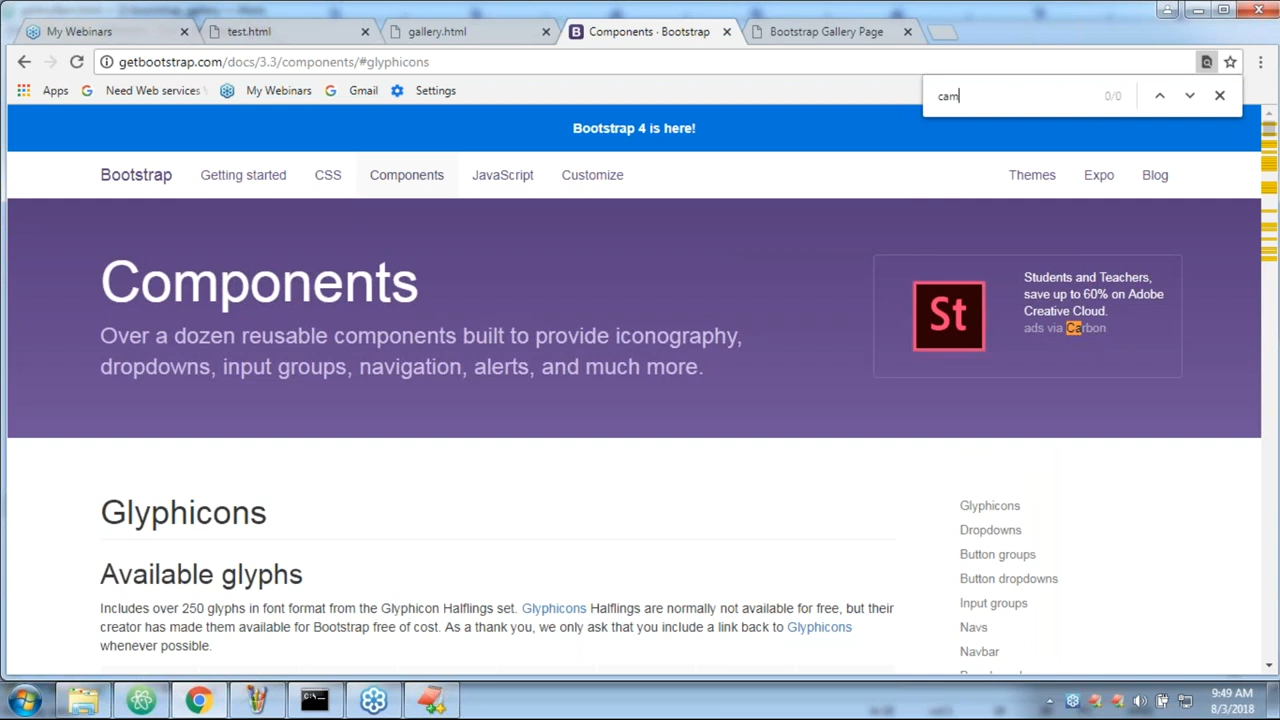 My Webinars
test.html
gallery.html
Components · Bootstrap
Bootstrap Gallery Page
getbootstrap.com/docs/3.3/components/#glyphicons
Apps
Need Web services
My Webinars
Gmail
Settings
cam
0/0
Bootstrap 4 is here!
Bootstrap
Getting started
CSS
Components
JavaScript
Customize
Themes
Expo
Blog
Components
Over a dozen reusable components built to provide iconography,
dropdowns, input groups, navigation, alerts, and much more.
St
Students and Teachers,
save up to 60% on Adobe
Creative Cloud.
ads via Carbon
Glyphicons
Available glyphs
Includes over 250 glyphs in font format from the Glyphicon Halflings set. Glyphicons Halflings are normally not available for free, but their
creator has made them available for Bootstrap free of cost. As a thank you, we only ask that you include a link back to Glyphicons
whenever possible.
Glyphicons
Dropdowns
Button groups
Button dropdowns
Input groups
Navs
Navbar
9:49 AM
8/3/2018